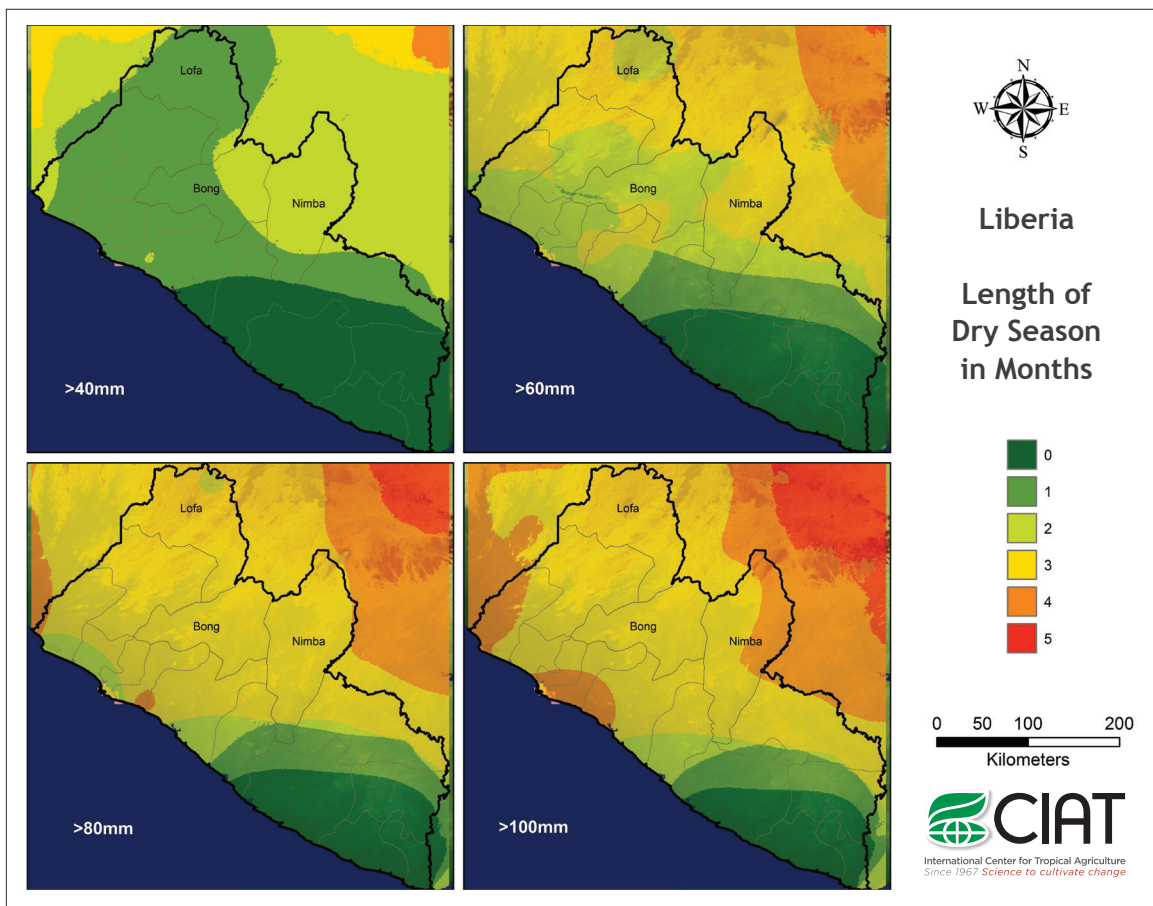 Lofa
Bong
Nimba
>40mm
Lofa
Bong
Nimba
>60mm
Lofa
Bong
Nimba
>80mm
Lofa
Bong
Nimba
>100mm
N
W E
S
Liberia
Length of
Dry Season
in Months
0
1
2
3
4
5
0 50 100 200
Kilometers
CIAT
International Center for Tropical Agriculture
Since 1967 Science to cultivate change